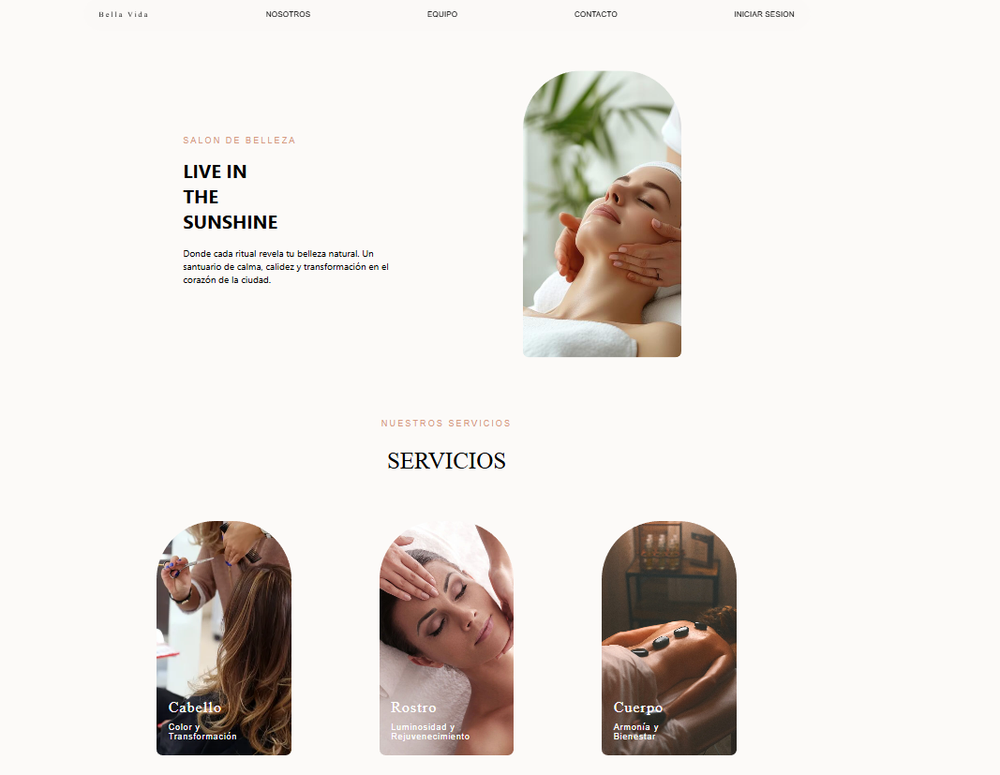 Bella Vida
NOSOTROS
EQUIPO
CONTACTO
INICIAR SESION
SALON DE BELLEZA
LIVE IN
THE
SUNSHINE
Donde cada ritual revela tu belleza natural. Un
santuario de calma, calidez y transformación en el
corazón de la ciudad.
NUESTROS SERVICIOS
SERVICIOS
Cabello
Color y
Transformación
Rostro
Luminosidad y
Rejuvenecimiento
Cuerpo
Armonía y
Bienestar